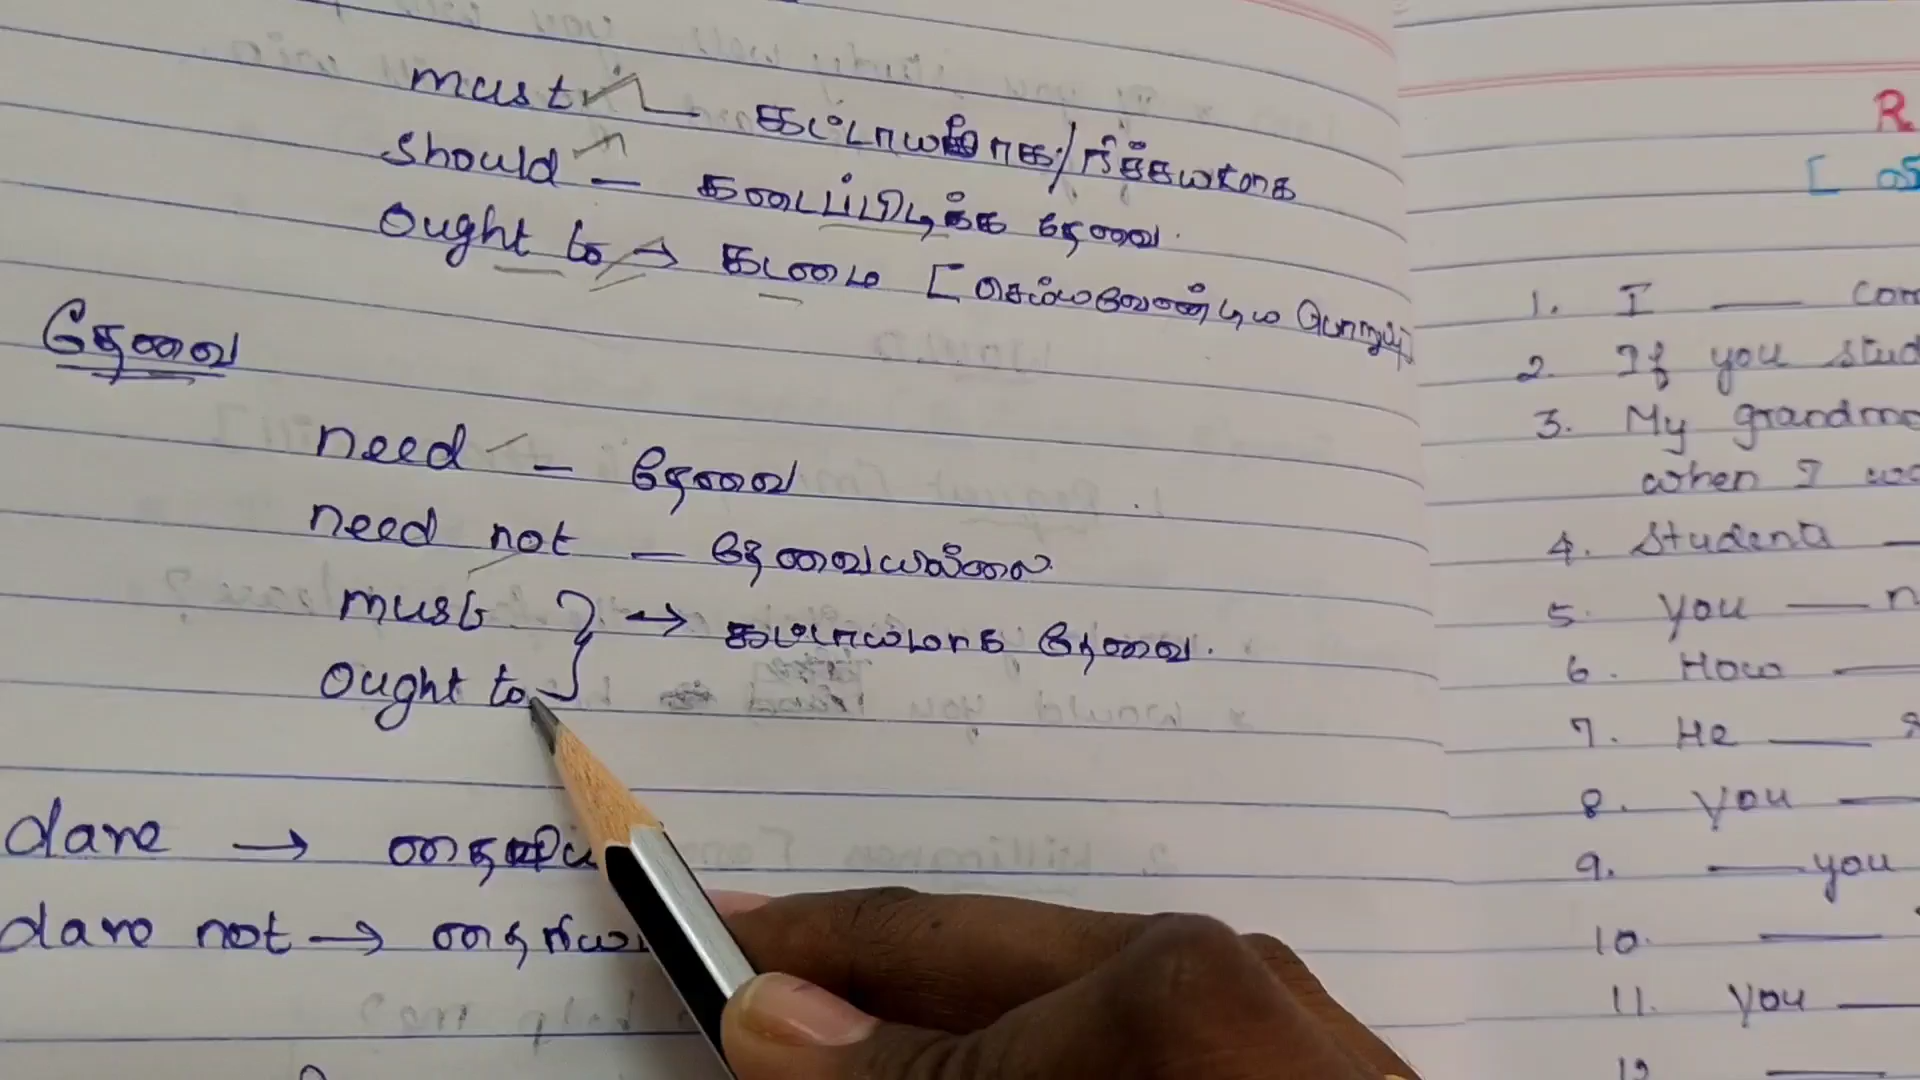 must — கட்டாயமாக / நிச்சயமாக
should — கடைப்பிடிக்க தேவை.
Ought to → கடமை [செய்யவேண்டிய பொறுப்பு]
தேவை
need — தேவை
need not — தேவையில்லை.
must } → கட்டாயமாக தேவை.
Ought to
dare →
dare not →
R
[
1. I ___
2. If you
3. My
when I
4. Students —
5. You —
6. How —
7. He —
8. You —
9. — you
10. —
11. You —
12. —